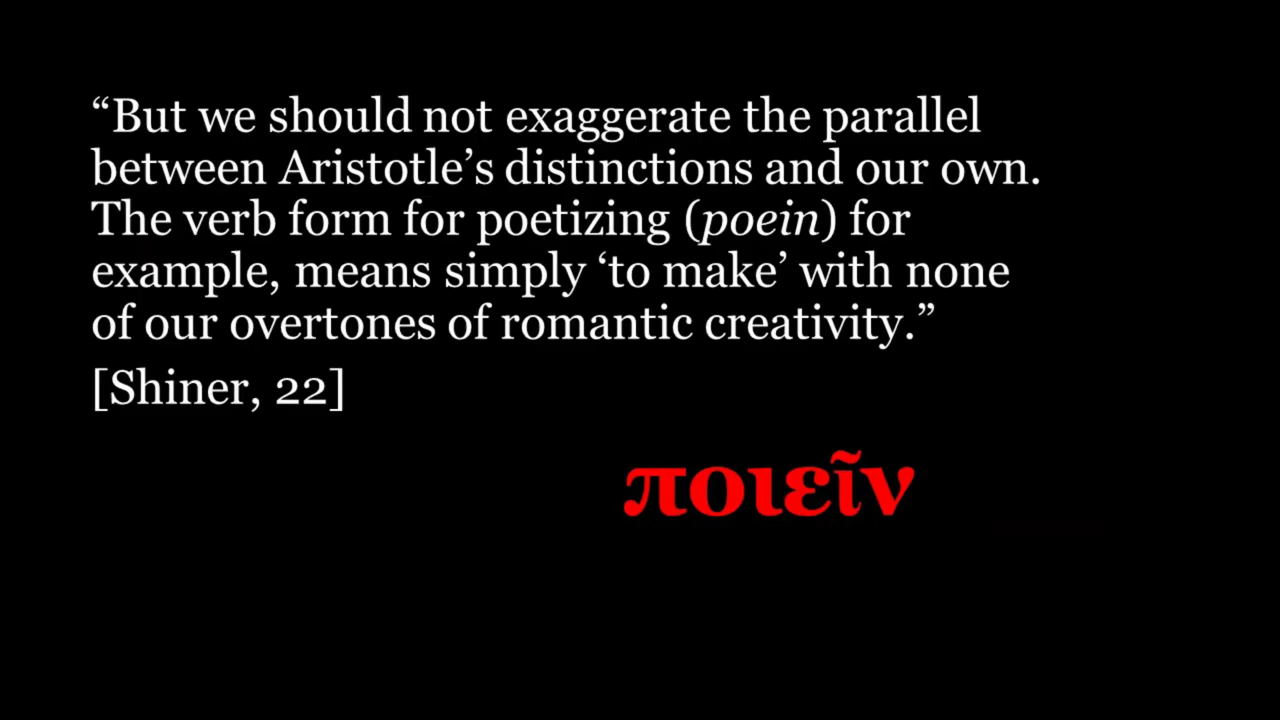 “But we should not exaggerate the parallel
between Aristotle’s distinctions and our own.
The verb form for poetizing (poein) for
example, means simply ‘to make’ with none
of our overtones of romantic creativity.”
[Shiner, 22]
ποιεῖν